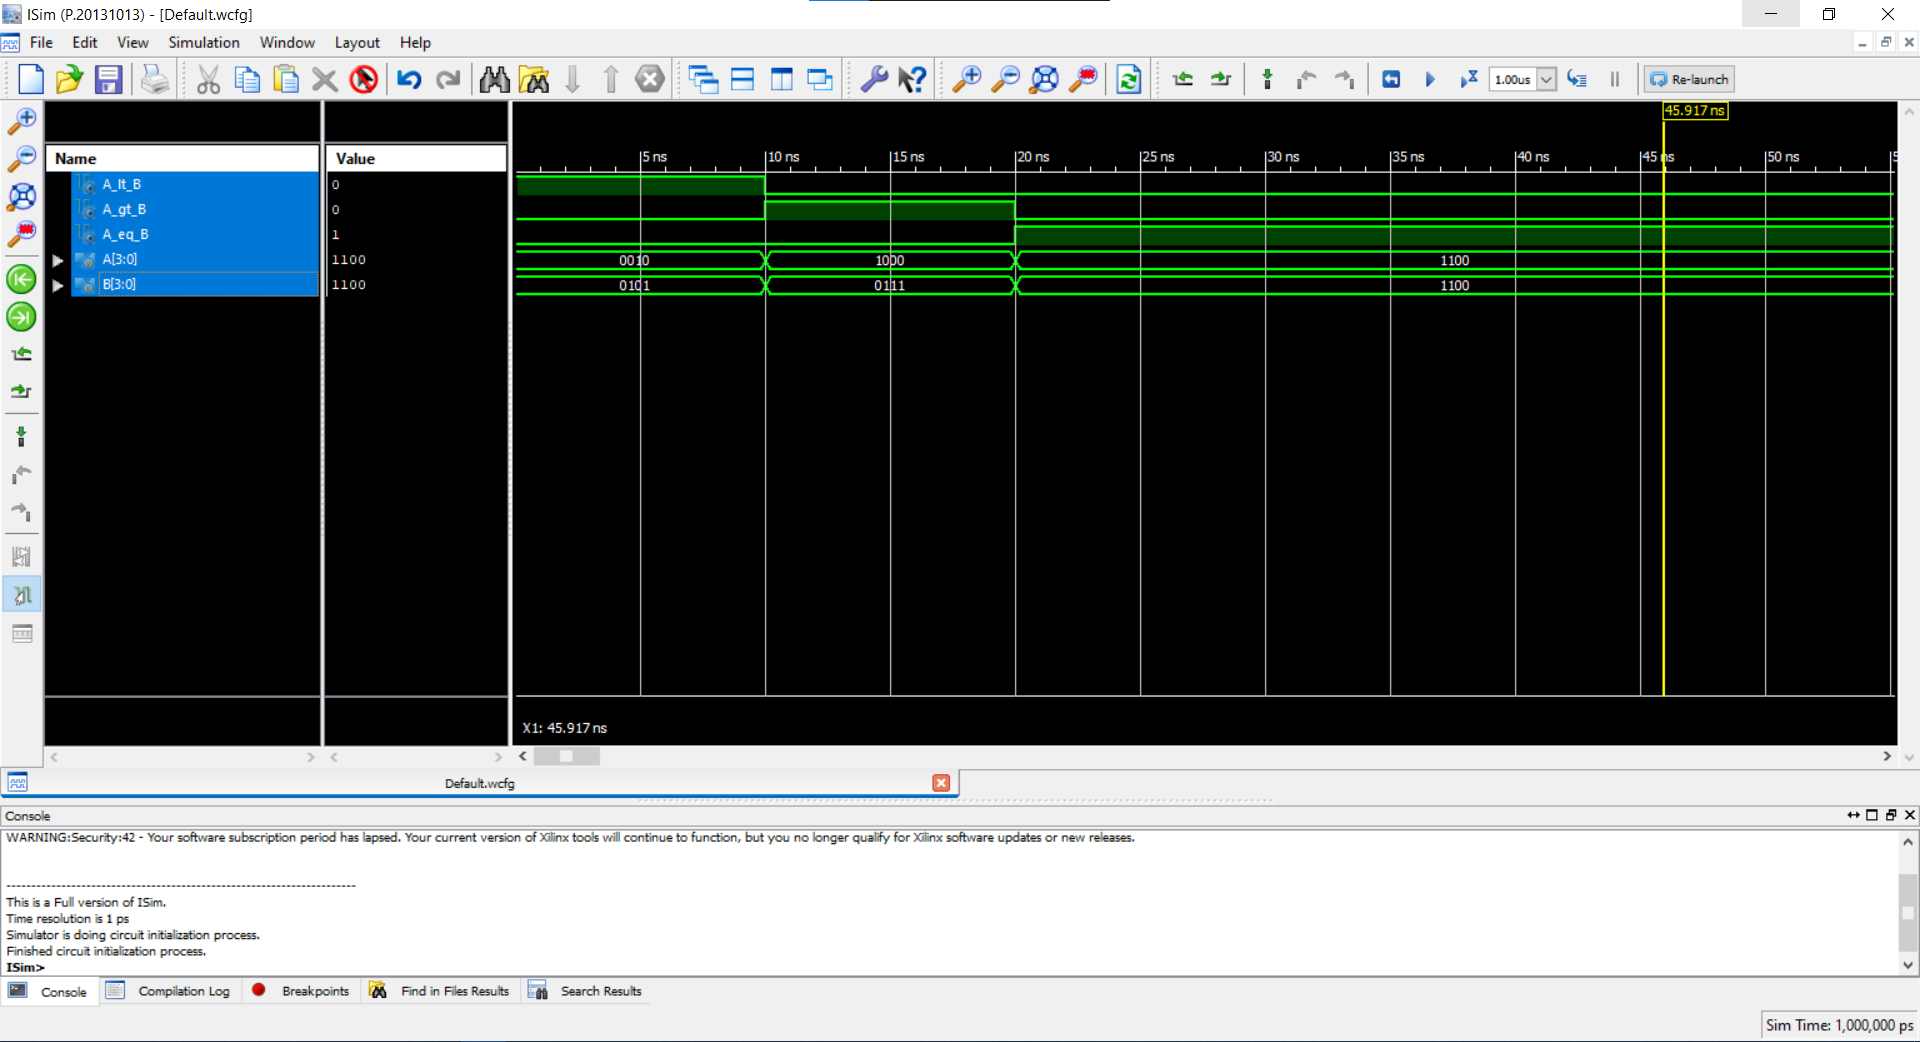 ISim (P.20131013) - [Default.wcfg]
File Edit View Simulation Window Layout Help
1.00us Re-launch
45.917 ns
Name Value
5 ns 10 ns 15 ns 20 ns 25 ns 30 ns 35 ns 40 ns 45 ns 50 ns 5
A_lt_B 0
A_gt_B 0
A_eq_B 1
A[3:0] 1100 0010 1000 1100
B[3:0] 1100 0101 0111 1100
X1: 45.917 ns
Default.wcfg
Console
WARNING:Security:42 - Your software subscription period has lapsed. Your current version of Xilinx tools will continue to function, but you no longer qualify for Xilinx software updates or new releases.
----------------------------------------------------------------------
This is a Full version of ISim.
Time resolution is 1 ps
Simulator is doing circuit initialization process.
Finished circuit initialization process.
ISim>
Console Compilation Log Breakpoints Find in Files Results Search Results
Sim Time: 1,000,000 ps